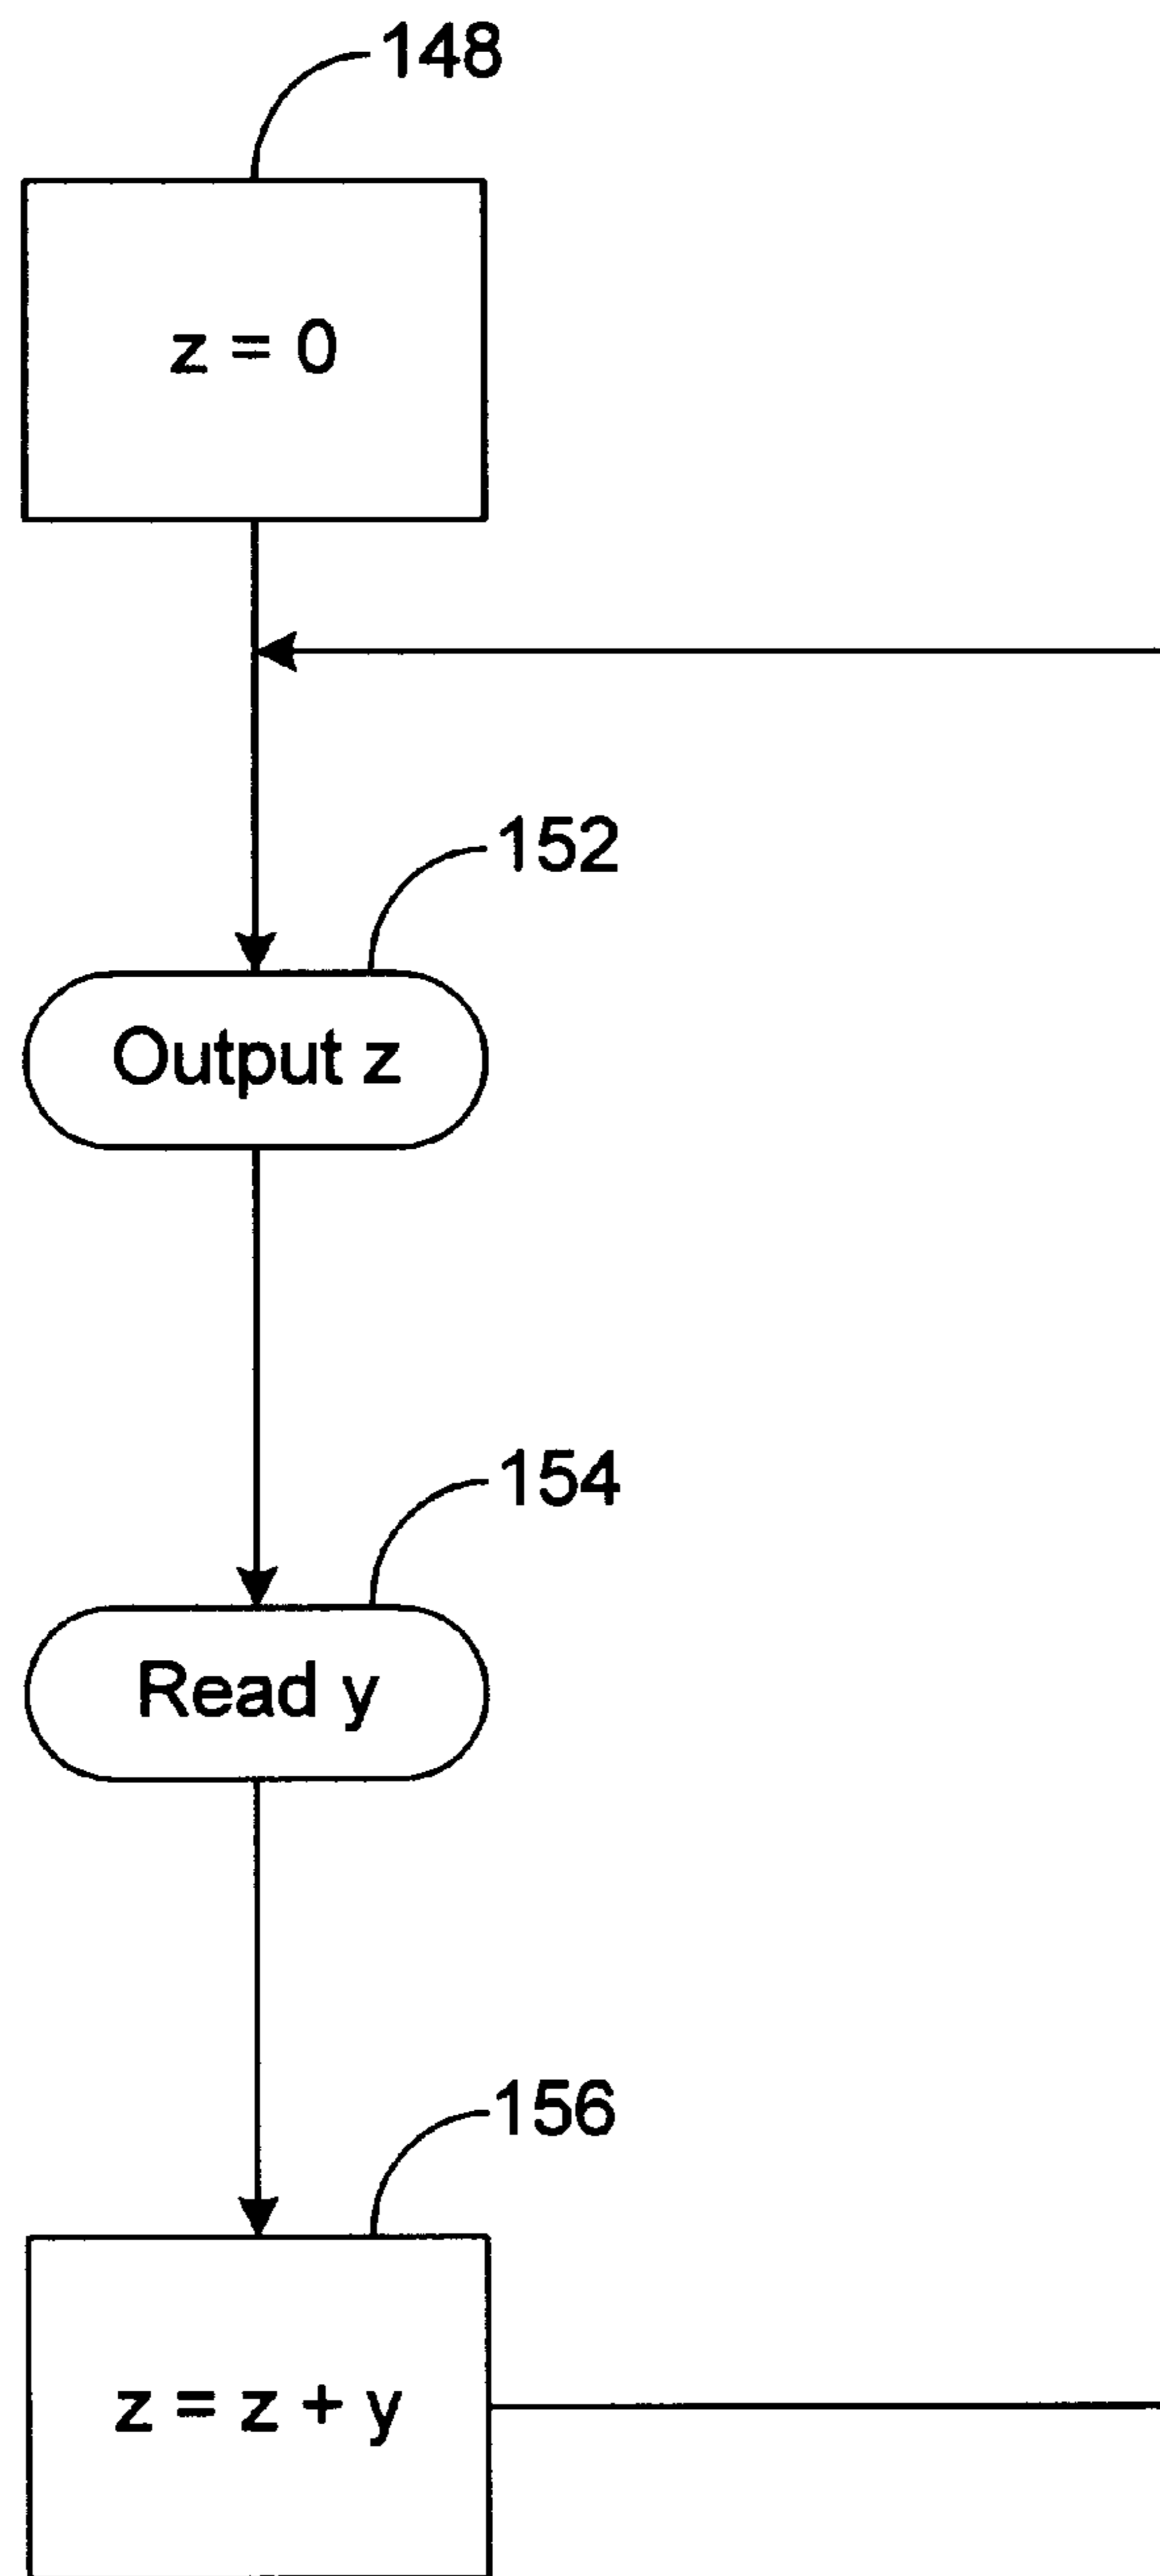 148
z = 0
152
Output z
154
Read y
156
z = z + y